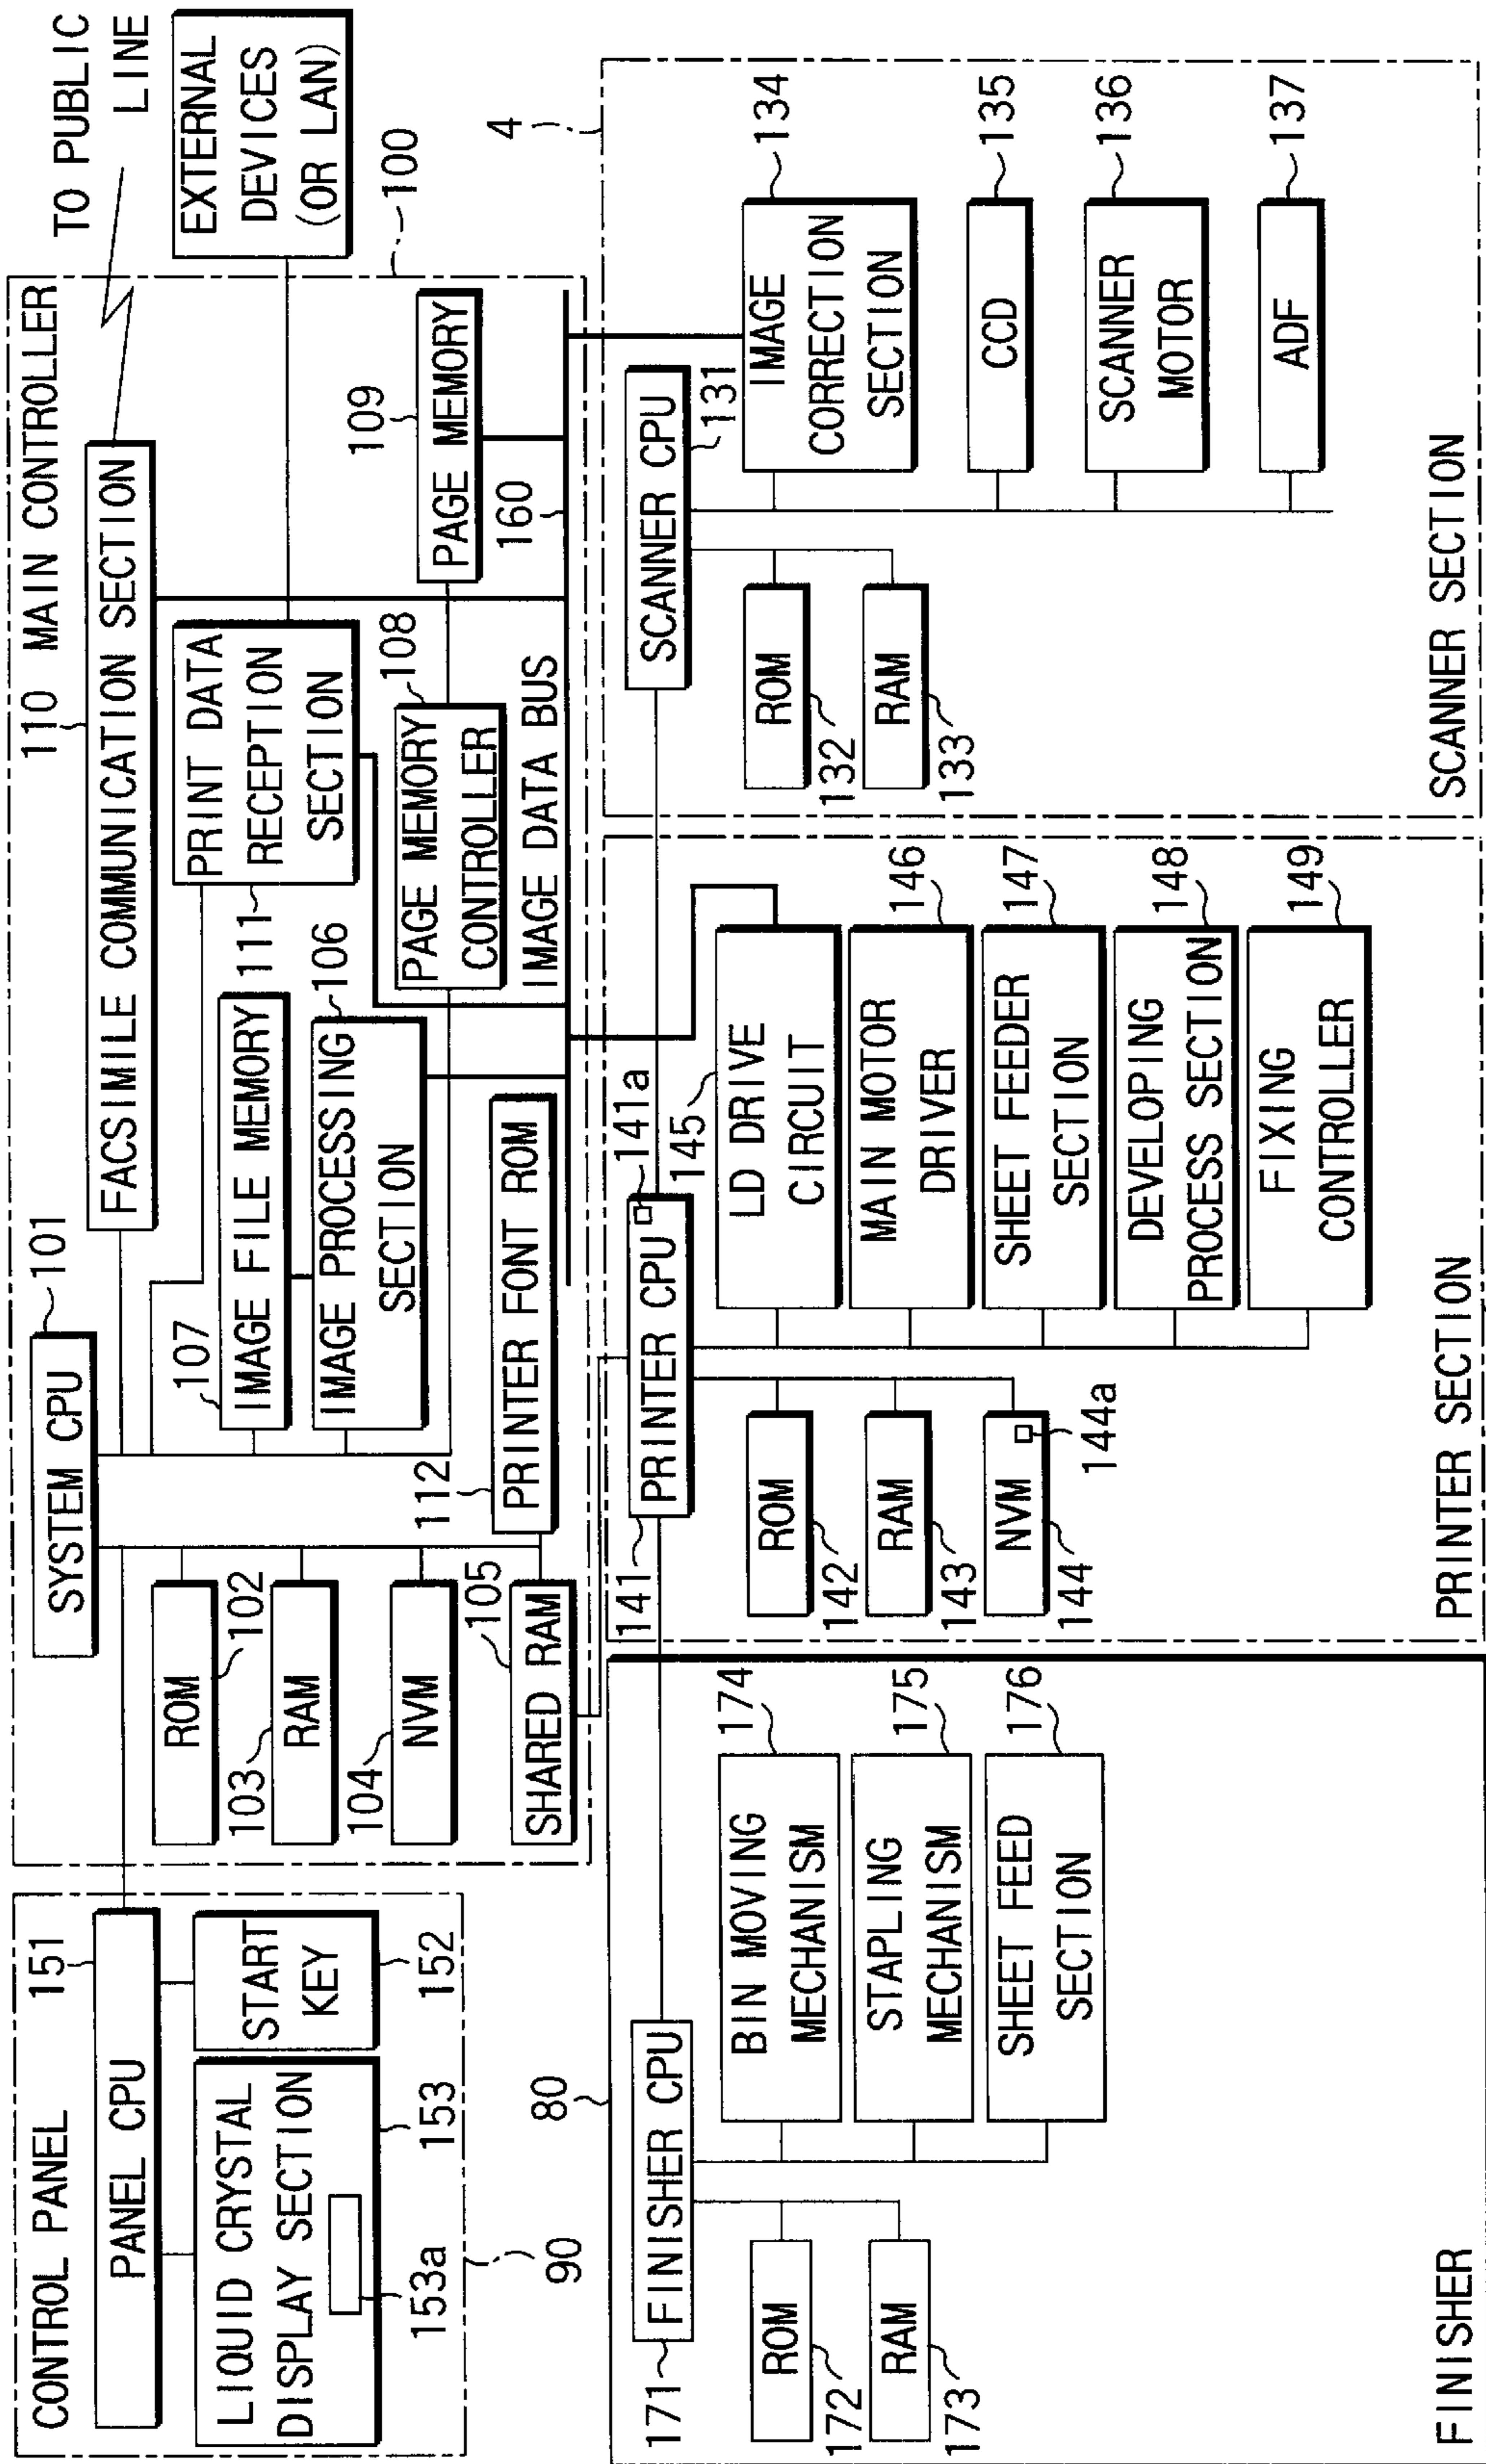 CONTROL PANEL
151
PANEL CPU
LIQUID CRYSTAL
DISPLAY SECTION
153a
153
START
KEY
152
90
110
MAIN CONTROLLER
SYSTEM CPU
101
FACSIMILE COMMUNICATION SECTION
TO PUBLIC
LINE
EXTERNAL
DEVICES
(OR LAN)
100
PRINT DATA
RECEPTION
SECTION
111
ROM
102
103
RAM
104
NVM
105
SHARED RAM
107
IMAGE FILE MEMORY
IMAGE PROCESSING
SECTION
106
112
PRINTER FONT ROM
PAGE MEMORY
CONTROLLER
108
109
PAGE MEMORY
IMAGE DATA BUS
160
80
171
FINISHER CPU
ROM
172
RAM
173
BIN MOVING
MECHANISM
174
STAPLING
MECHANISM
175
SHEET FEED
SECTION
176
FINISHER
141
PRINTER CPU
141a
ROM
142
RAM
143
NVM
144
144a
145
LD DRIVE
CIRCUIT
MAIN MOTOR
DRIVER
146
SHEET FEEDER
SECTION
147
DEVELOPING
PROCESS SECTION
148
FIXING
CONTROLLER
149
PRINTER SECTION
4
SCANNER CPU
131
ROM
132
RAM
133
IMAGE
CORRECTION
SECTION
134
CCD
135
SCANNER
MOTOR
136
ADF
137
SCANNER SECTION